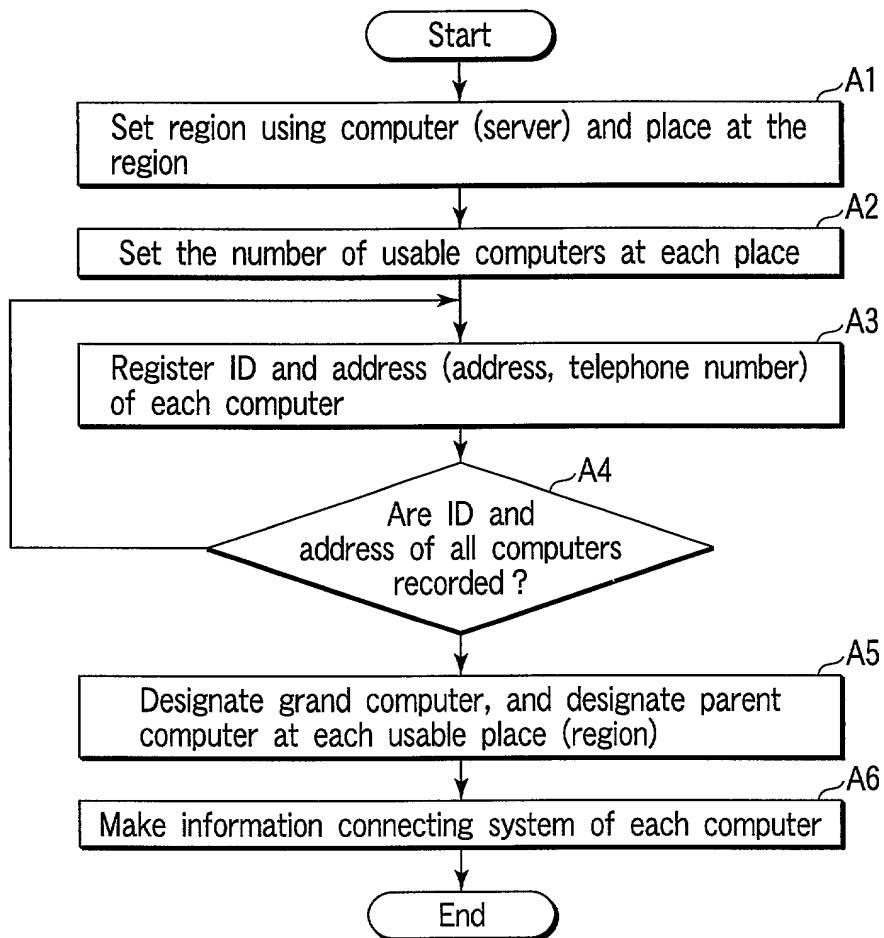 Start
A1
Set region using computer (server) and place at the
region
A2
Set the number of usable computers at each place
A3
Register ID and address (address, telephone number)
of each computer
A4
Are ID and
address of all computers
recorded ?
A5
Designate grand computer, and designate parent
computer at each usable place (region)
A6
Make information connecting system of each computer
End